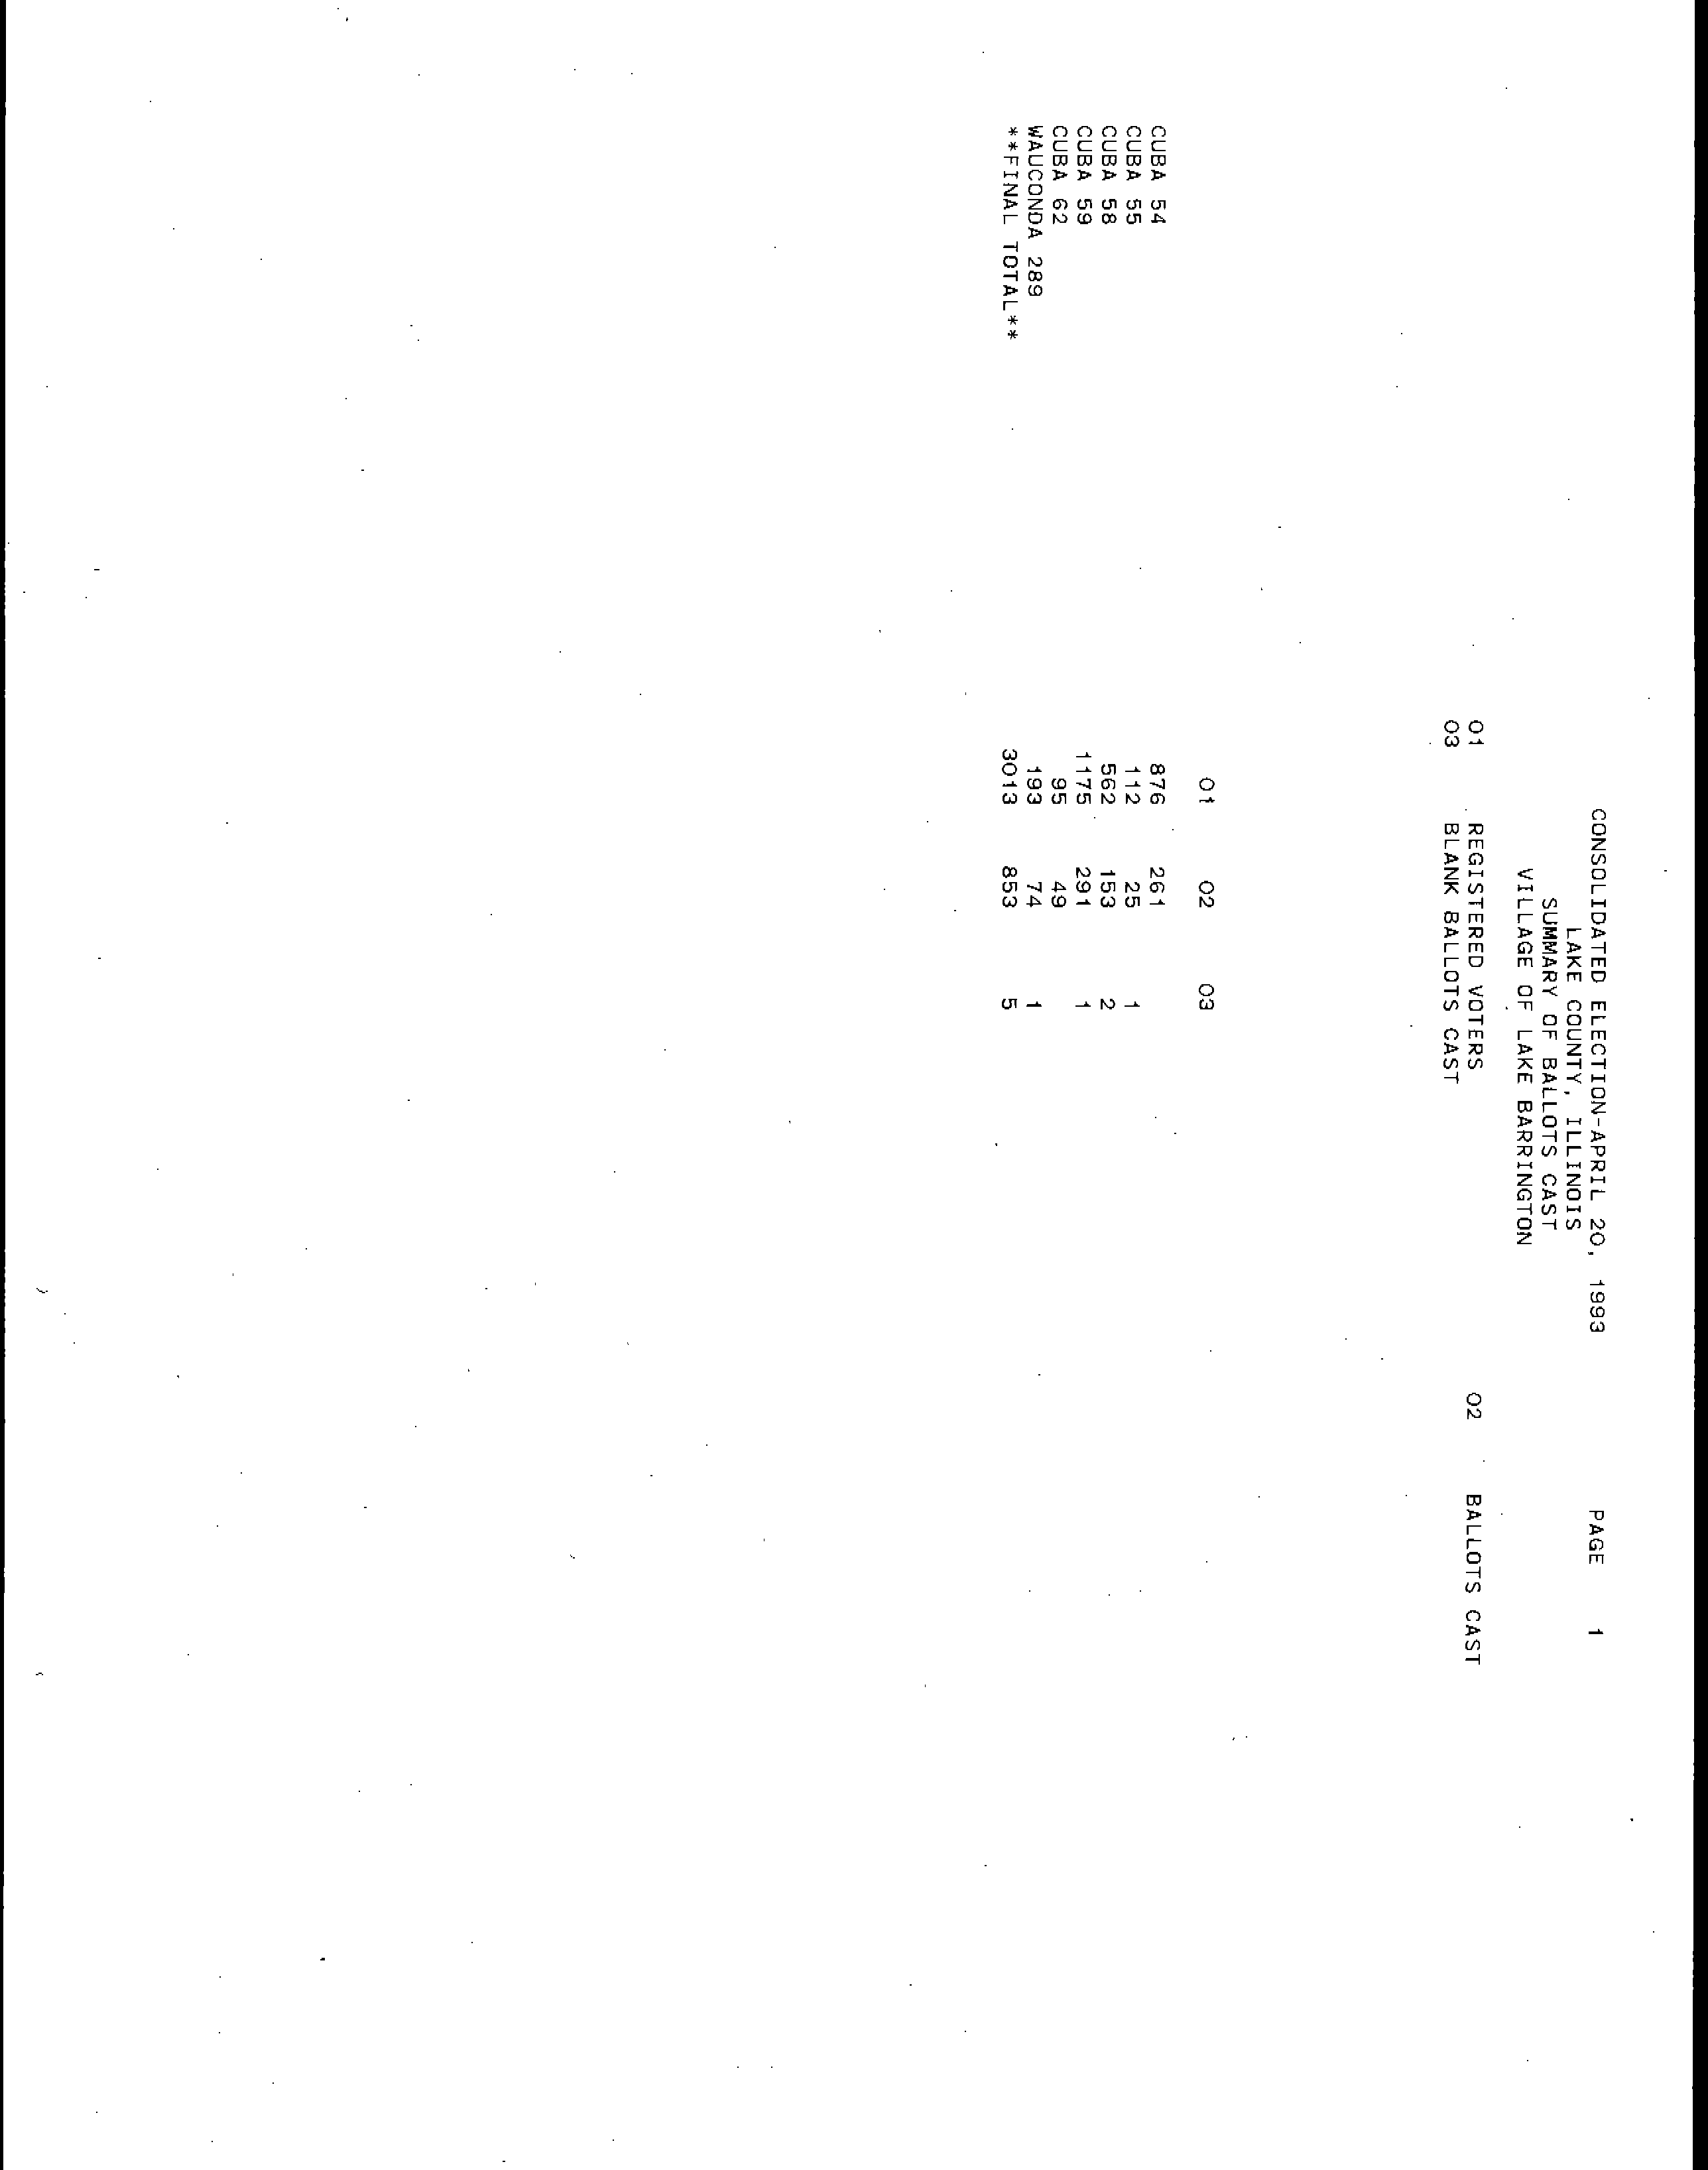 CONSOLIDATED ELECTION-APRIL 20, 1993 PAGE 1
LAKE COUNTY, ILLINOIS
SUMMARY OF BALLOTS CAST
VILLAGE OF LAKE BARRINGTON
01 REGISTERED VOTERS 02 BALLOTS CAST
03 BLANK BALLOTS CAST
01 02 03
CUBA 54 876 261
CUBA 55 112 25 1
CUBA 58 562 153 2
CUBA 59 1175 291 1
CUBA 62 95 49
WAUCONDA 289 193 74 1
**FINAL TOTAL** 3013 853 5